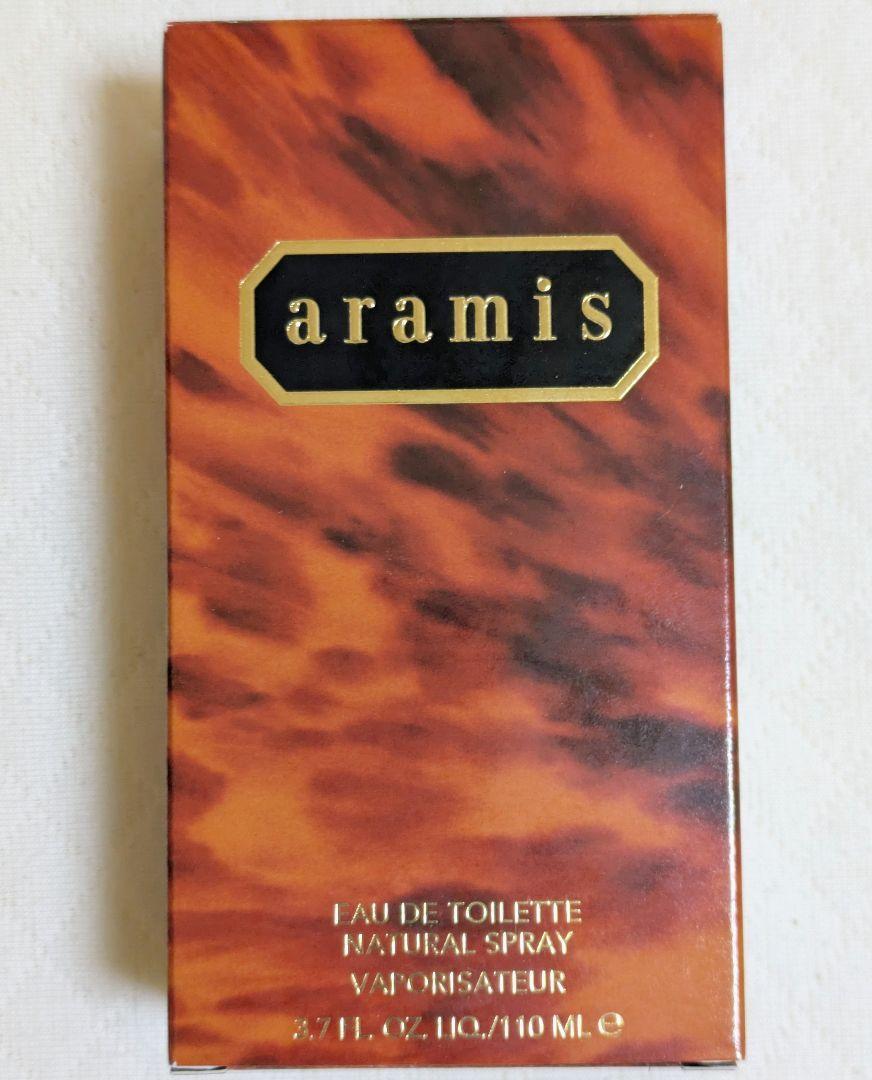 aramis
EAU DE TOILETTE
NATURAL SPRAY
VAPORISATEUR
3.7 FL. OZ. LIQ./110 ML ℮